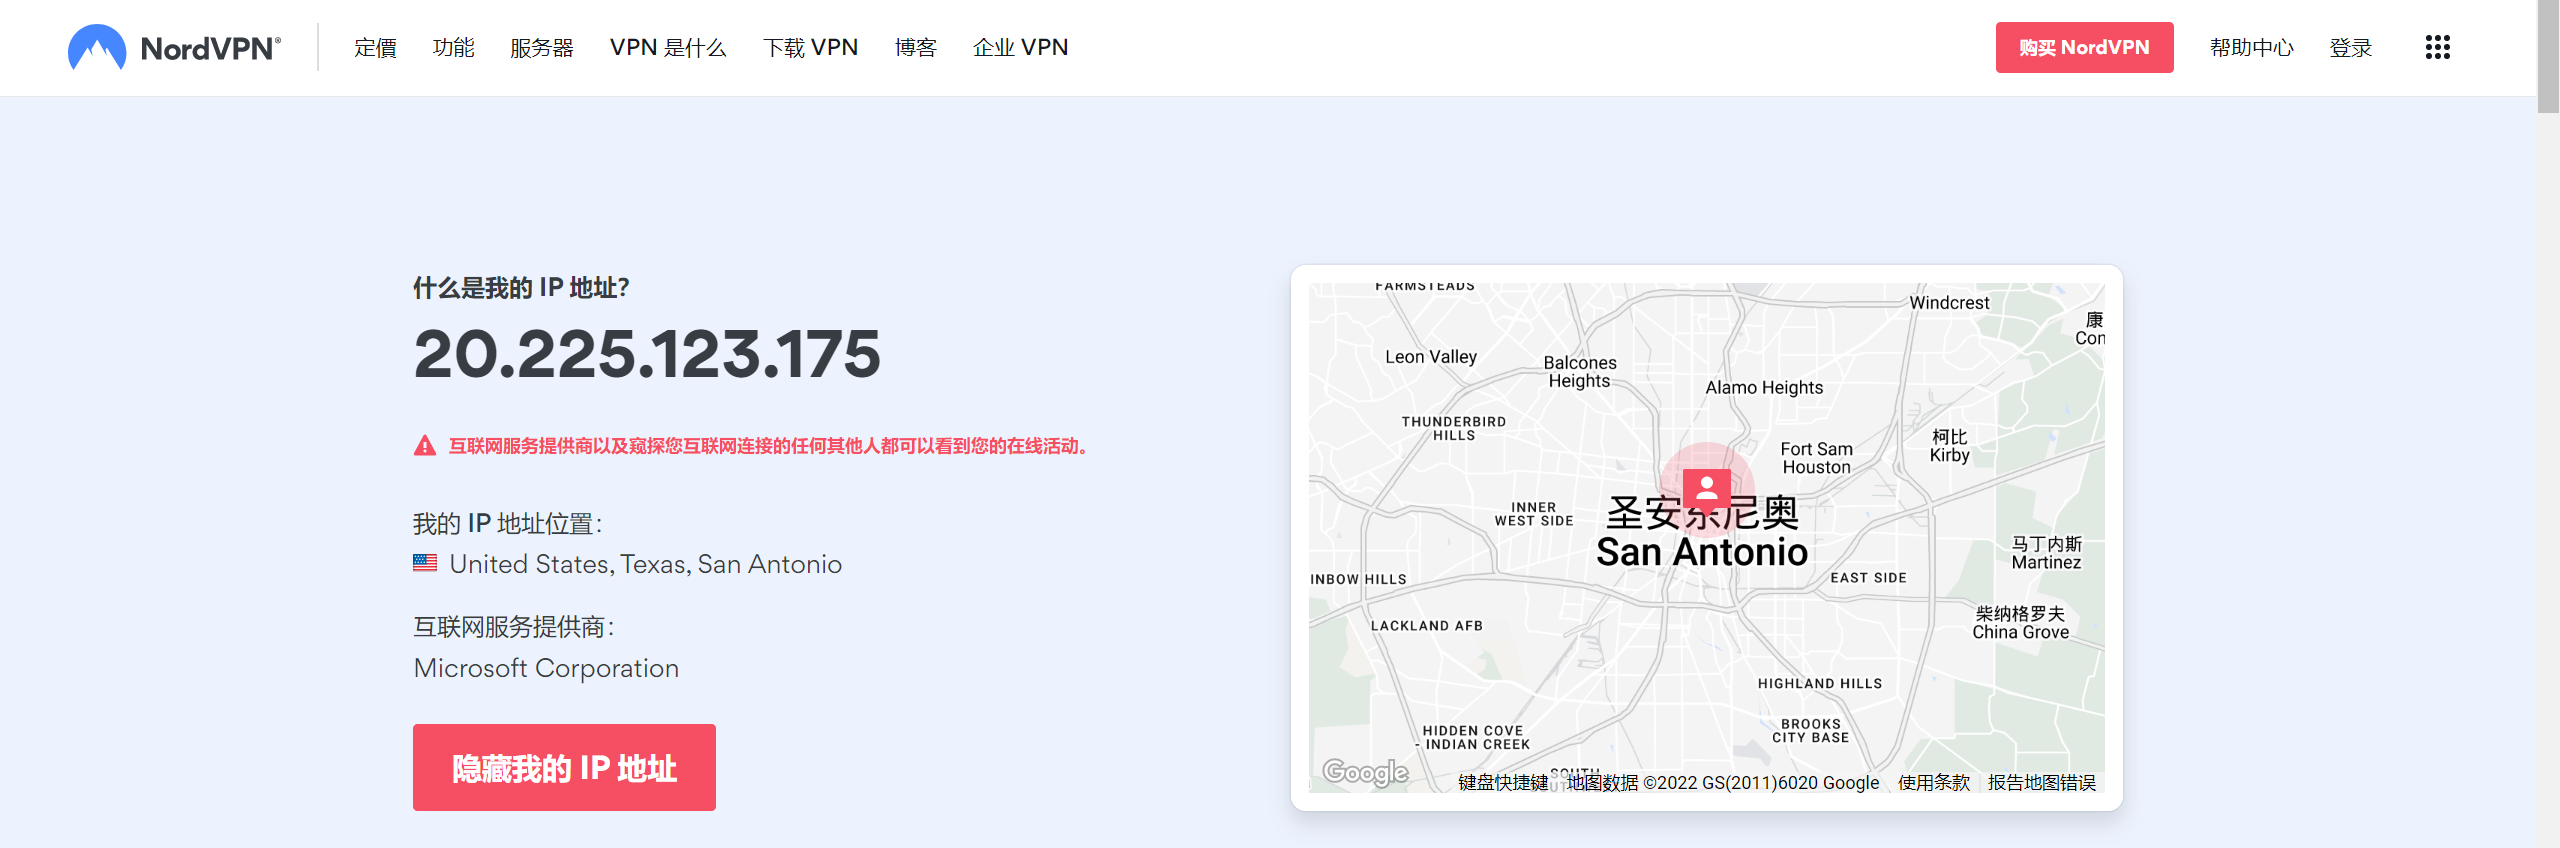 NordVPN®
定價
功能
服务器
VPN 是什么
下载 VPN
博客
企业 VPN
购买 NordVPN
帮助中心
登录
什么是我的 IP 地址？
20.225.123.175
互联网服务提供商以及窥探您互联网连接的任何其他人都可以看到您的在线活动。
我的 IP 地址位置：
United States, Texas, San Antonio
互联网服务提供商：
Microsoft Corporation
隐藏我的 IP 地址
FARMSTEADS
Windcrest
康
Con
Leon Valley
Balcones
Heights
Alamo Heights
THUNDERBIRD
HILLS
Fort Sam
Houston
柯比
Kirby
INNER
WEST SIDE
圣安东尼奥
San Antonio
马丁内斯
Martinez
INBOW HILLS
EAST SIDE
柴纳格罗夫
China Grove
LACKLAND AFB
HIGHLAND HILLS
HIDDEN COVE
- INDIAN CREEK
BROOKS
CITY BASE
SOUTH
Google
键盘快捷键
地图数据 ©2022 GS(2011)6020 Google
使用条款
报告地图错误